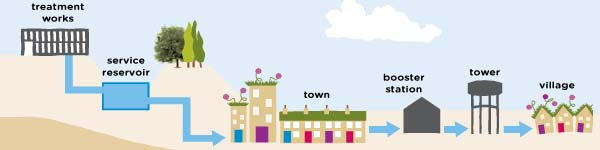 treatment
works
service
reservoir
town
booster
station
tower
village